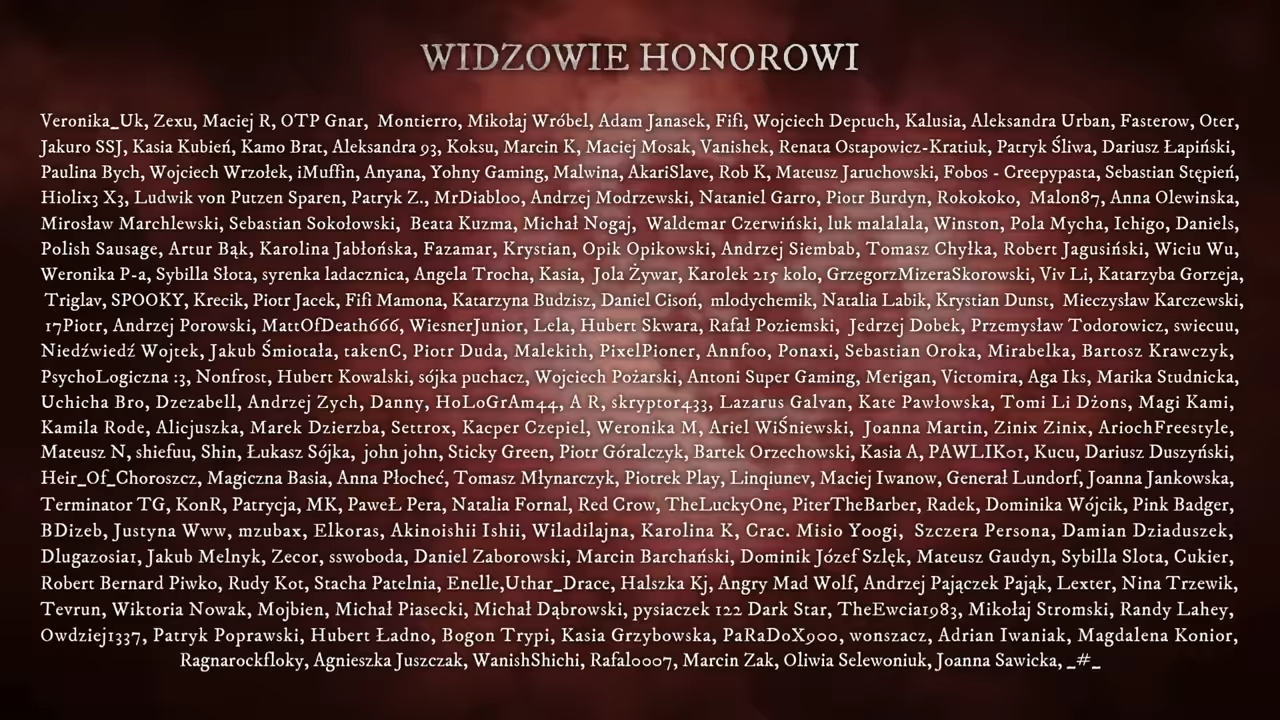 WIDZOWIE HONOROWI
Veronika_Uk, Zexu, Maciej R, OTP Gnar, Montierro, Mikołaj Wróbel, Adam Janasek, Fifi, Wojciech Deptuch, Kalusia, Aleksandra Urban, Fasterow, Oter,
Jakuro SSJ, Kasia Kubień, Kamo Brat, Aleksandra 93, Koksu, Marcin K, Maciej Mosak, Vanishek, Renata Ostapowicz-Kratiuk, Patryk Śliwa, Dariusz Łapiński,
Paulina Bych, Wojciech Wrzołek, iMuffin, Anyana, Yohny Gaming, Malwina, AkariSlave, Rob K, Mateusz Jaruchowski, Fobos - Creepypasta, Sebastian Stępień,
Hiolix3 X3, Ludwik von Putzen Sparen, Patryk Z., MrDiabloo, Andrzej Modrzewski, Nataniel Garro, Piotr Burdyn, Rokokoko, Malon87, Anna Olewinska,
Mirosław Marchlewski, Sebastian Sokołowski, Beata Kuzma, Michał Nogaj, Waldemar Czerwiński, luk malalala, Winston, Pola Mycha, Ichigo, Daniels,
Polish Sausage, Artur Bąk, Karolina Jabłońska, Fazamar, Krystian, Opik Opikowski, Andrzej Siembab, Tomasz Chyłka, Robert Jagusiński, Wiciu Wu,
Weronika P-a, Sybilla Słota, syrenka ladacznica, Angela Trocha, Kasia, Jola Żywar, Karolek 215 kolo, GrzegorzMizeraSkorowski, Viv Li, Katarzyba Gorzeja,
Triglav, SPOOKY, Krecik, Piotr Jacek, Fifi Mamona, Katarzyna Budzisz, Daniel Cisoń, mlodychemik, Natalia Labik, Krystian Dunst, Mieczysław Karczewski,
17Piotr, Andrzej Porowski, MattOfDeath666, WiesnerJunior, Lela, Hubert Skwara, Rafał Poziemski, Jedrzej Dobek, Przemysław Todorowicz, swiecuu,
Niedźwiedź Wojtek, Jakub Śmiotała, takenC, Piotr Duda, Malekith, PixelPioner, Annfoo, Ponaxi, Sebastian Oroka, Mirabelka, Bartosz Krawczyk,
PsychoLogiczna :3, Nonfrost, Hubert Kowalski, sójka puchacz, Wojciech Pożarski, Antoni Super Gaming, Merigan, Victomira, Aga Iks, Marika Studnicka,
Uchicha Bro, Dzezabell, Andrzej Zych, Danny, HoLoGrAm44, A R, skryptor433, Lazarus Galvan, Kate Pawłowska, Tomi Li Dżons, Magi Kami,
Kamila Rode, Alicjuszka, Marek Dzierzba, Settrox, Kacper Czepiel, Weronika M, Ariel WiŚniewski, Joanna Martin, Zinix Zinix, AriochFreestyle,
Mateusz N, shiefuu, Shin, Łukasz Sójka, john john, Sticky Green, Piotr Góralczyk, Bartek Orzechowski, Kasia A, PAWLIK01, Kucu, Dariusz Duszyński,
Heir_Of_Choroszcz, Magiczna Basia, Anna Płocheć, Tomasz Młynarczyk, Piotrek Play, Linqiunev, Maciej Iwanow, Generał Lundorf, Joanna Jankowska,
Terminator TG, KonR, Patrycja, MK, PaweŁ Pera, Natalia Fornal, Red Crow, TheLuckyOne, PiterTheBarber, Radek, Dominika Wójcik, Pink Badger,
BDizeb, Justyna Www, mzubax, Elkoras, Akinoishii Ishii, Wiladilajna, Karolina K, Crac. Misio Yoogi, Szczera Persona, Damian Dziaduszek,
Dlugazosia1, Jakub Melnyk, Zecor, sswoboda, Daniel Zaborowski, Marcin Barchański, Dominik Józef Szlęk, Mateusz Gaudyn, Sybilla Slota, Cukier,
Robert Bernard Piwko, Rudy Kot, Stacha Patelnia, Enelle,Uthar_Drace, Halszka Kj, Angry Mad Wolf, Andrzej Pajączek Pająk, Lexter, Nina Trzewik,
Tevrun, Wiktoria Nowak, Mojbien, Michał Piasecki, Michał Dąbrowski, pysiaczek 122 Dark Star, TheEwcia1983, Mikołaj Stromski, Randy Lahey,
Owdziej1337, Patryk Poprawski, Hubert Ładno, Bogon Trypi, Kasia Grzybowska, PaRaDoX900, wonszacz, Adrian Iwaniak, Magdalena Konior,
Ragnarockfloky, Agnieszka Juszczak, WanishShichi, Rafal0007, Marcin Zak, Oliwia Selewoniuk, Joanna Sawicka, _#_